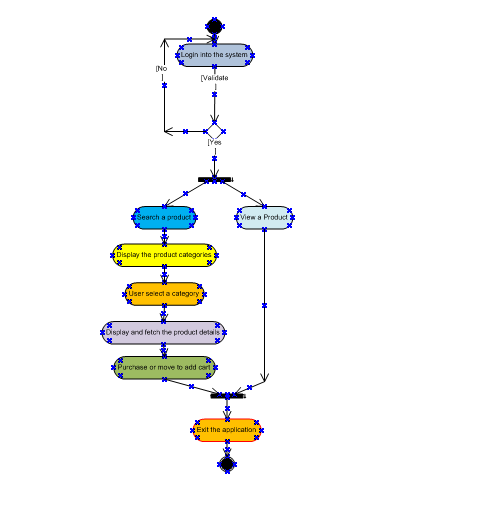 Login into the system
[No
[Validate
[Yes
Search a product
View a Product
Display the product categories
User select a category
Display and fetch the product details
Purchase or move to add cart
Exit the application